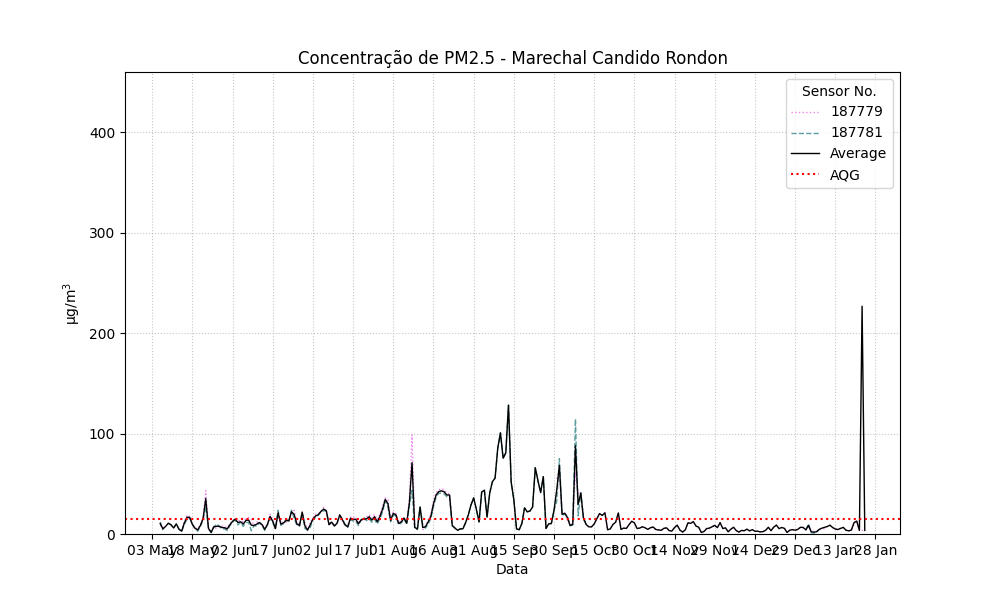 Concentração de PM2.5 - Marechal Candido Rondon
Sensor No.
187779
187781
Average
AQG
400
300
200
100
0
µg/m³
03 May 18 May 02 Jun 17 Jun 02 Jul 17 Jul 01 Aug 16 Aug 31 Aug 15 Sep 30 Sep 15 Oct 30 Oct 14 Nov 29 Nov 14 Dec 29 Dec 13 Jan 28 Jan
Data